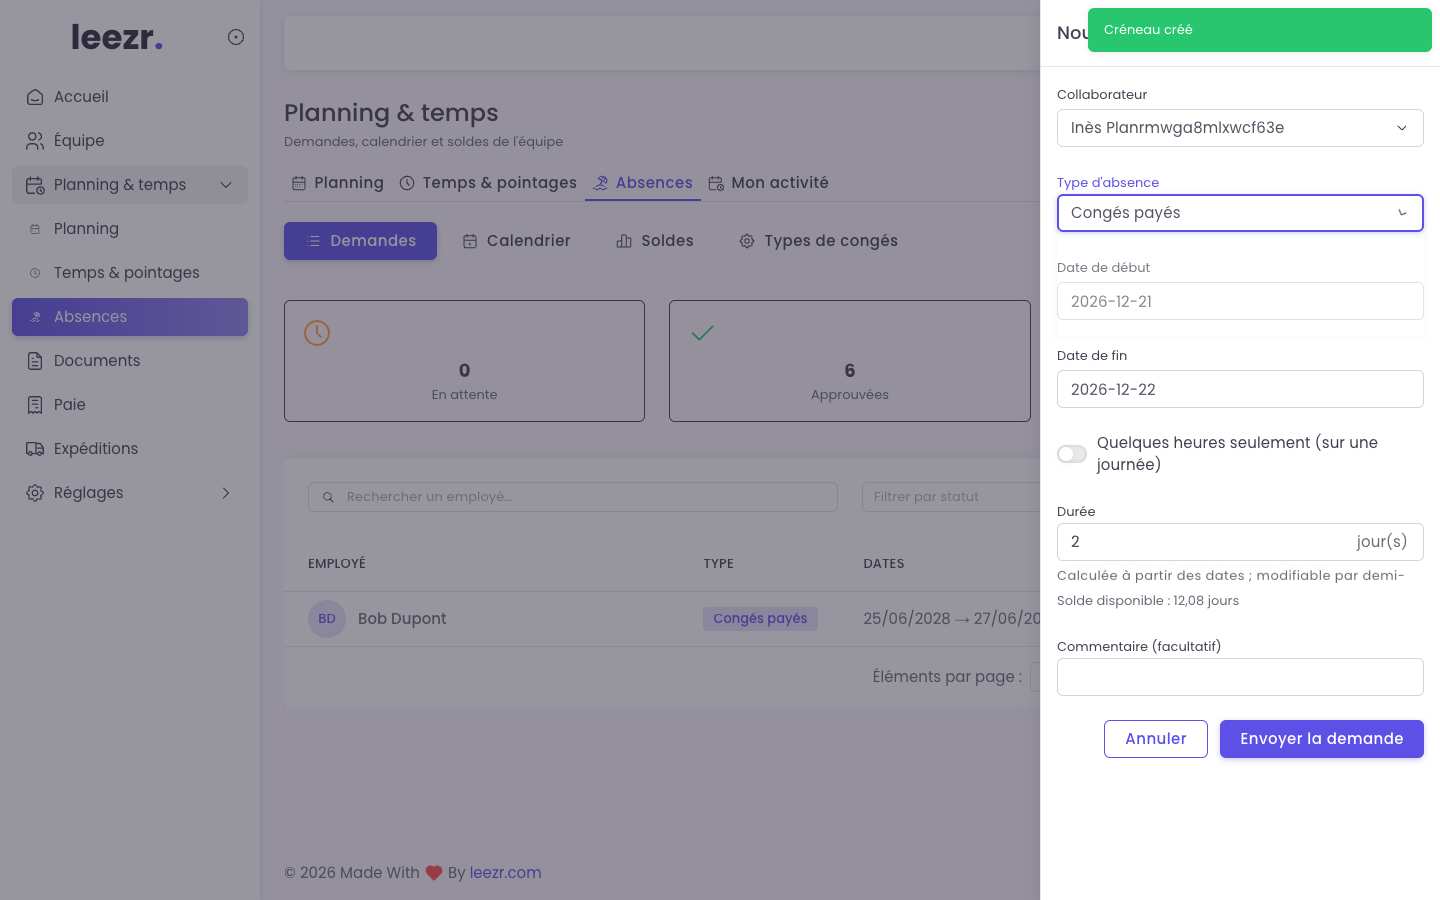 leezr.
Accueil
Équipe
Planning & temps
Planning
Temps & pointages
Absences
Documents
Paie
Expéditions
Réglages
Planning & temps
Demandes, calendrier et soldes de l'équipe
Planning
Temps & pointages
Absences
Mon activité
Demandes
Calendrier
Soldes
Types de congés
0
En attente
6
Approuvées
Rechercher un employé...
Filtrer par statut
EMPLOYÉ
TYPE
DATES
BD
Bob Dupont
Congés payés
25/06/2028 → 27/06/20
Éléments par page :
© 2026 Made With
By leezr.com
Nou
Créneau créé
Collaborateur
Inès Planrmwga8mlxwcf63e
Type d'absence
Congés payés
Date de début
2026-12-21
Date de fin
2026-12-22
Quelques heures seulement (sur une
journée)
Durée
2
jour(s)
Calculée à partir des dates ; modifiable par demi-
Solde disponible : 12,08 jours
Commentaire (facultatif)
Annuler
Envoyer la demande